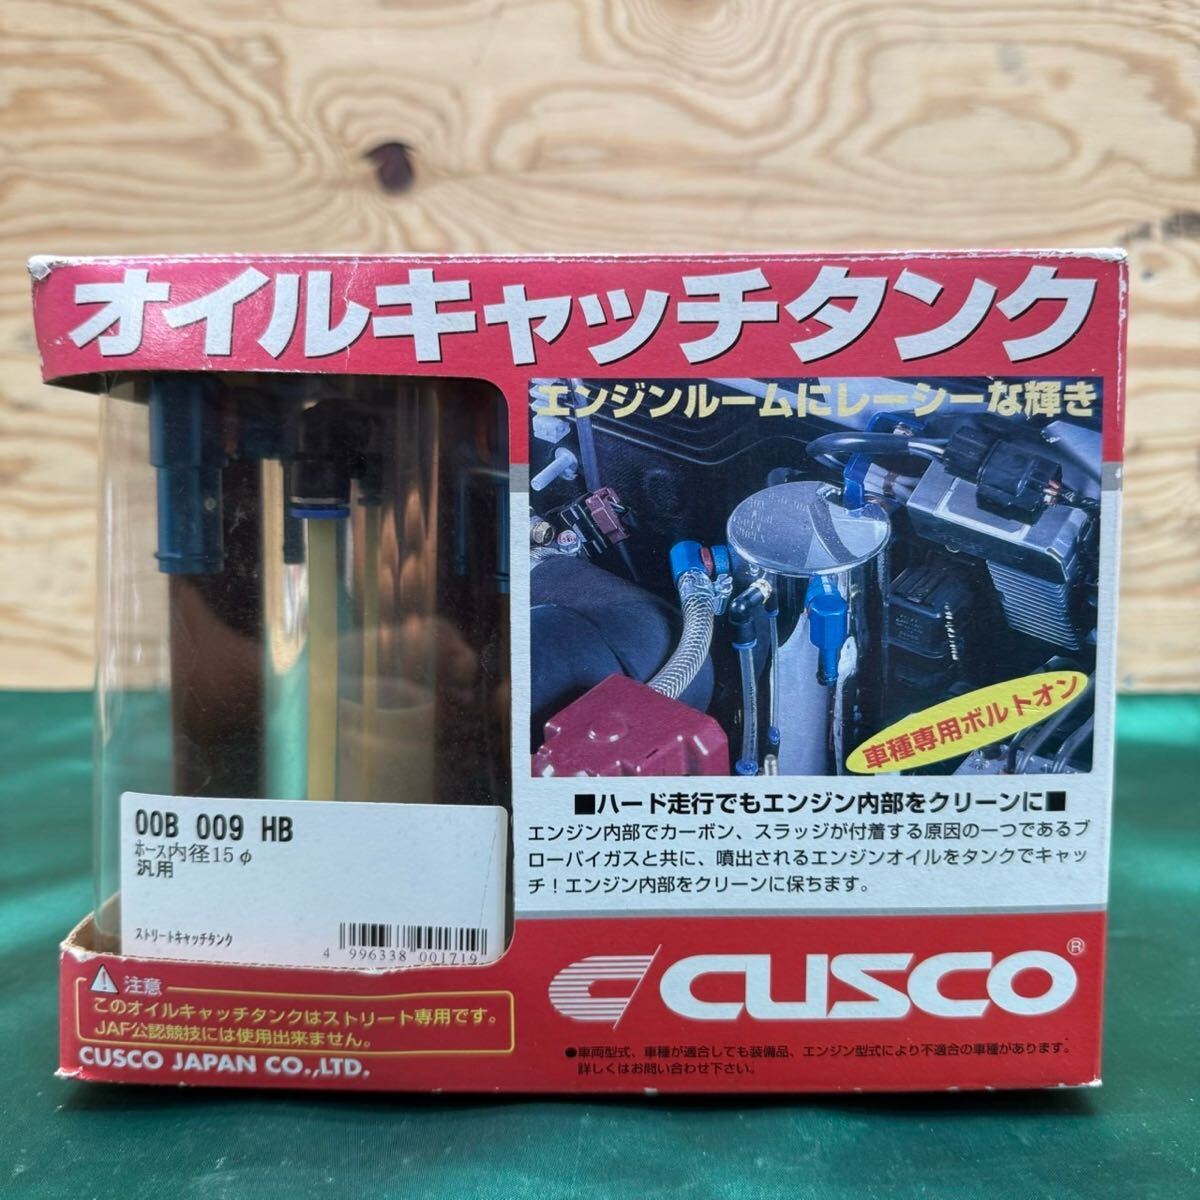 オイルキャッチタンク
エンジンルームにレーシーな輝き
車種専用ボルトオン
■ハード走行でもエンジン内部をクリーンに■
エンジン内部でカーボン、スラッジが付着する原因の一つであるブ
ローバイガスと共に、噴出されるエンジンオイルをタンクでキャッ
チ!エンジン内部をクリーンに保ちます。
00B 009 HB
ホース内径15φ
汎用
ストリートキャッチタンク
4 996338 001719
注意
このオイルキャッチタンクはストリート専用です。
JAF公認競技には使用出来ません。
CUSCO JAPAN CO.,LTD.
CUSCO®
●車両型式、車種が適合しても装備品、エンジン型式により不適合の車種があります。
詳しくはお問い合わせ下さい。